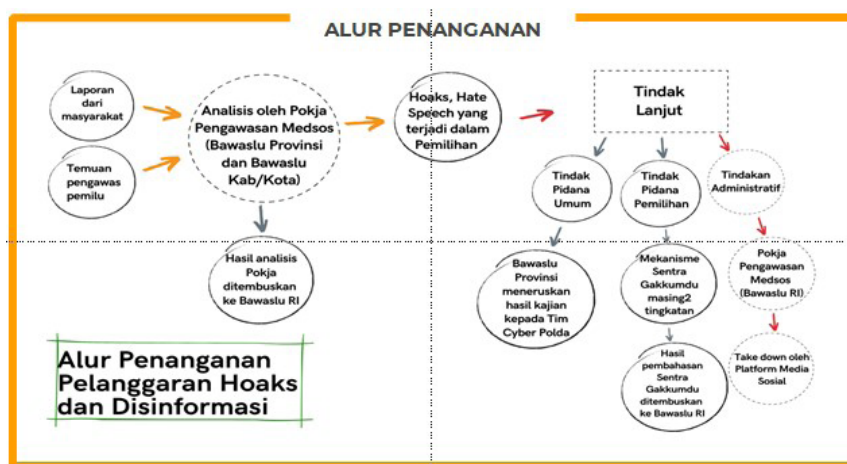 ALUR PENANGANAN
Laporan
dari
masyarakat
Temuan
pengawas
pemilu
Analisis oleh Pokja
Pengawasan Medsos
(Bawaslu Provinsi
dan Bawaslu
Kab/Kota)
Hasil analisis
Pokja
ditembuskan
ke Bawaslu RI
Hoaks, Hate
Speech yang
terjadi dalam
Pemilihan
Tindak
Lanjut
Tindak
Pidana
Umum
Tindak
Pidana
Pemilihan
Tindakan
Administratif
Bawaslu
Provinsi
meneruskan
hasil kajian
kepada Tim
Cyber Polda
Mekanisme
Sentra
Gakkumdu
masing2
tingkatan
Pokja
Pengawasan
Medsos
(Bawaslu RI)
Hasil
pembahasan
Sentra
Gakkumdu
ditembuskan
ke Bawaslu RI
Take down oleh
Platform Media
Sosial
Alur Penanganan
Pelanggaran Hoaks
dan Disinformasi